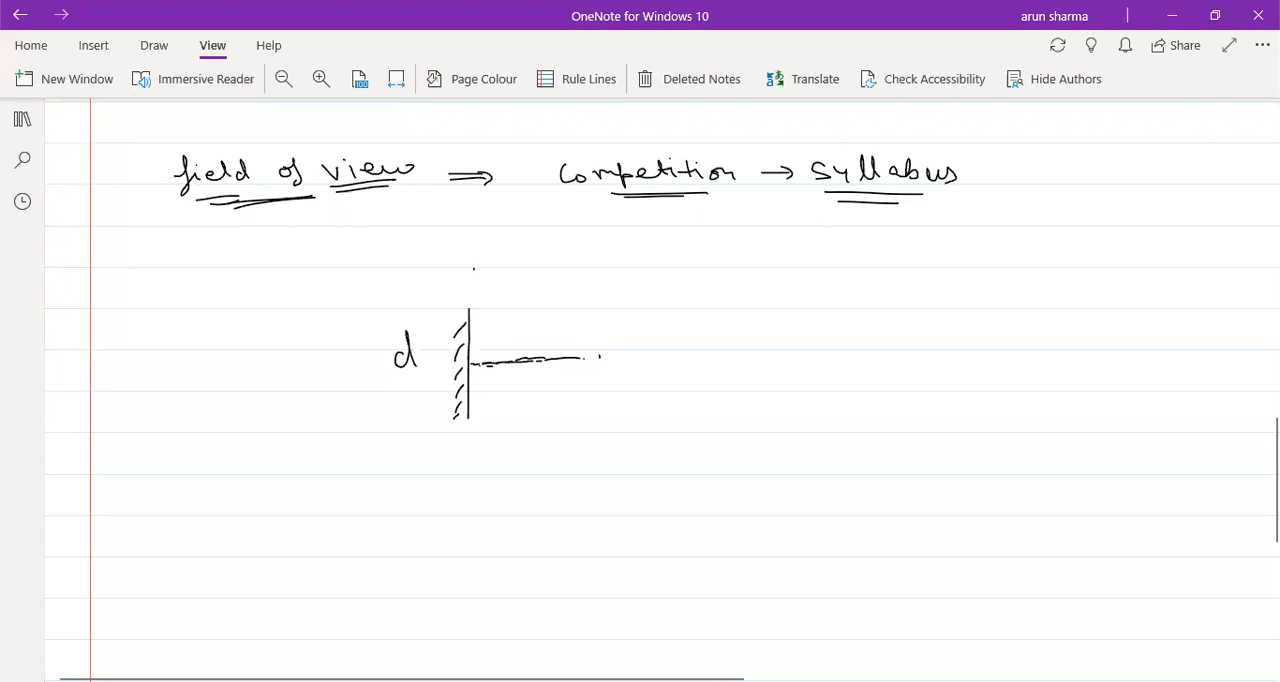 OneNote for Windows 10
arun sharma
Home Insert Draw View Help
Share
New Window Immersive Reader 100 Page Colour Rule Lines Deleted Notes Translate Check Accessibility Hide Authors
field of view ⇒ Competition → Syllabus
d